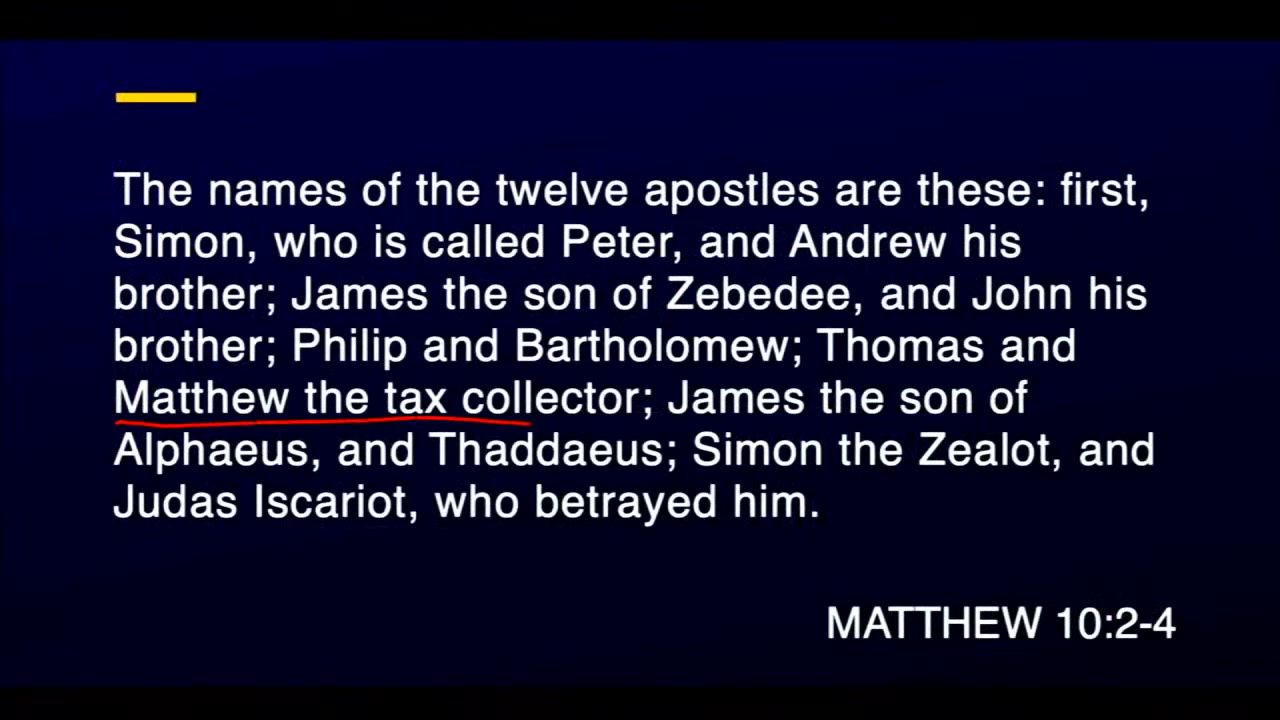 The names of the twelve apostles are these: first,
Simon, who is called Peter, and Andrew his
brother; James the son of Zebedee, and John his
brother; Philip and Bartholomew; Thomas and
Matthew the tax collector; James the son of
Alphaeus, and Thaddaeus; Simon the Zealot, and
Judas Iscariot, who betrayed him.
MATTHEW 10:2-4